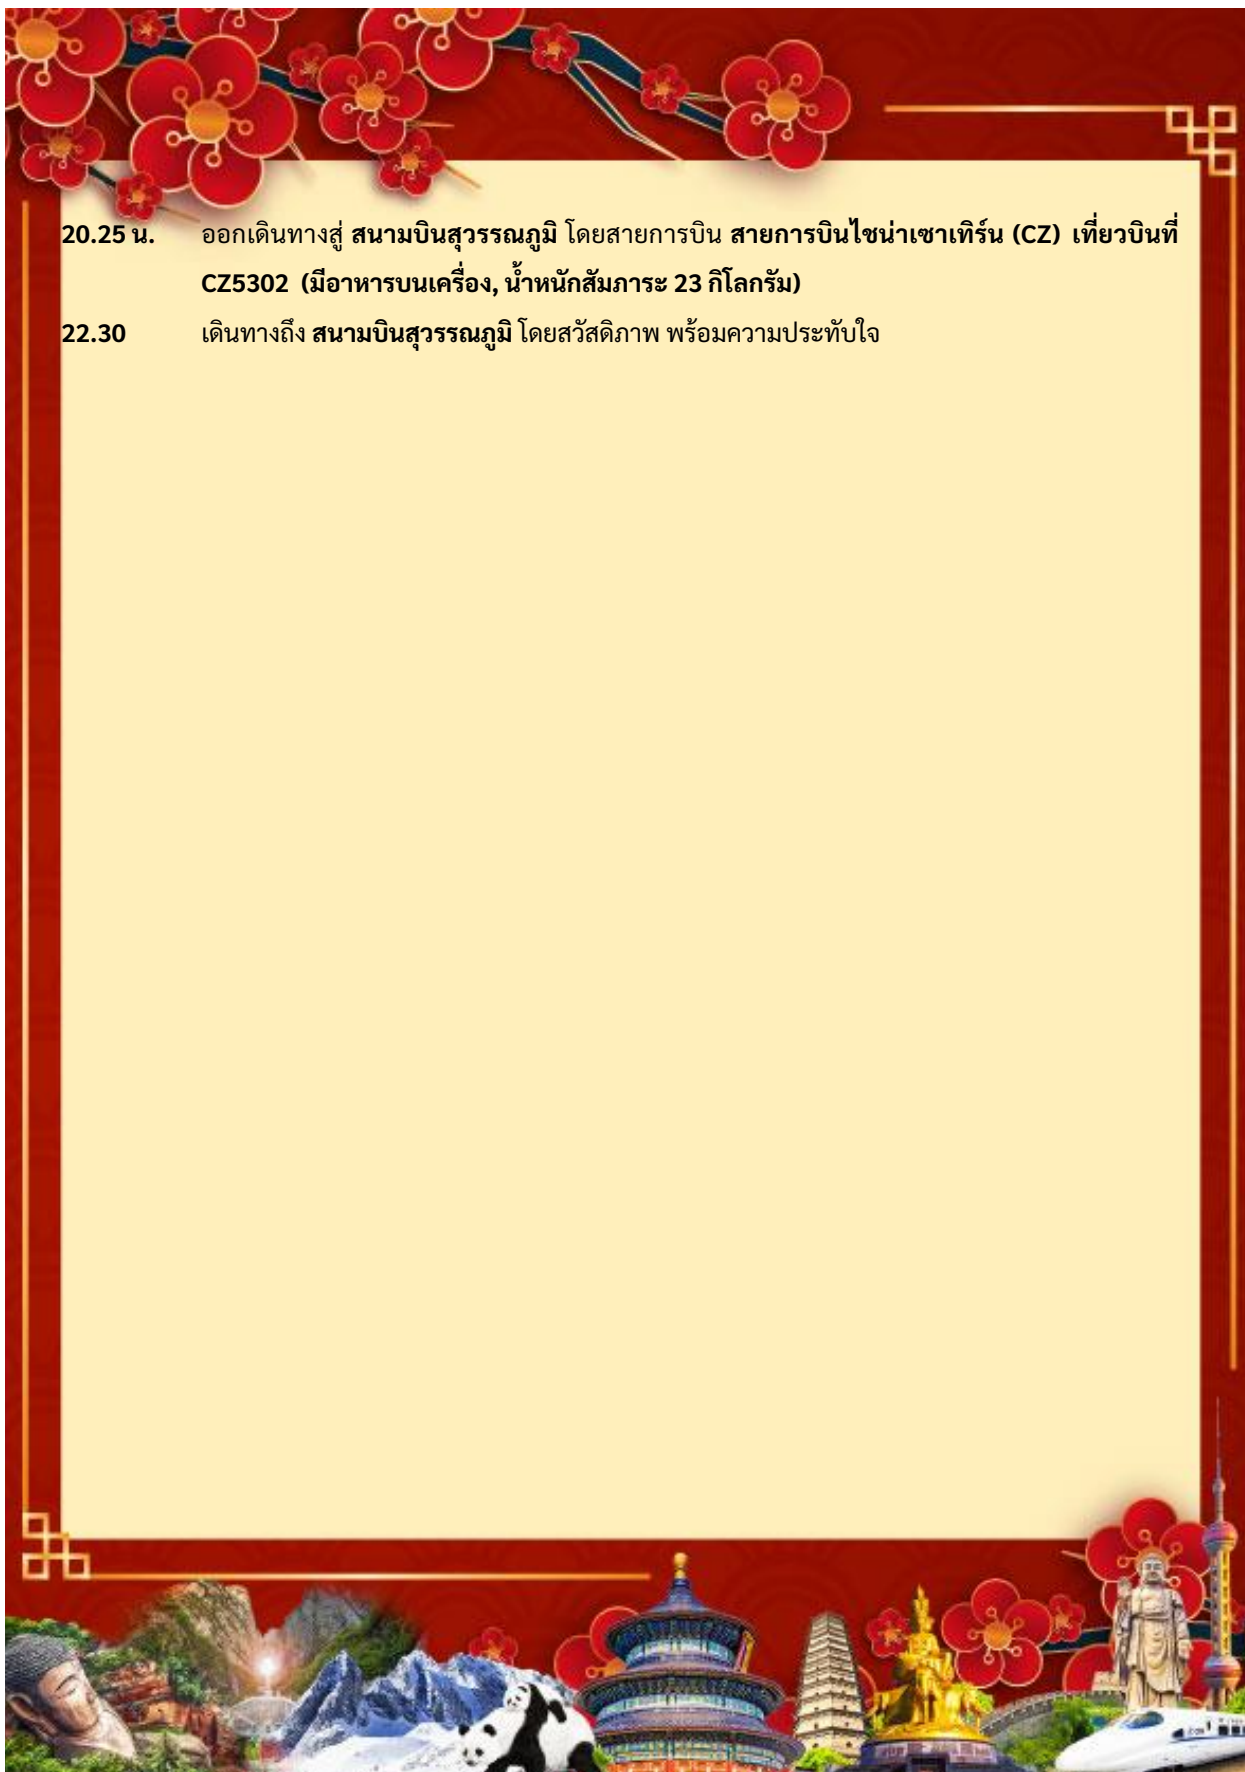 20.25 น. ออกเดินทางสู่ สนามบินสุวรรณภูมิ โดยสายการบิน สายการบินไชน่าเซาเทิร์น (CZ) เที่ยวบินที่
CZ5302 (มีอาหารบนเครื่อง, น้ำหนักสัมภาระ 23 กิโลกรัม)
22.30 เดินทางถึง สนามบินสุวรรณภูมิ โดยสวัสดิภาพ พร้อมความประทับใจ